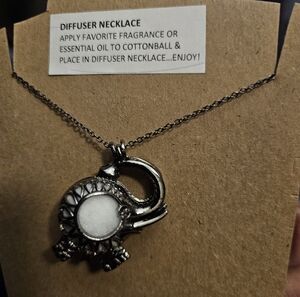 DIFFUSER NECKLACE
APPLY FAVORITE FRAGRANCE OR
ESSENTIAL OIL TO COTTONBALL &
PLACE IN DIFFUSER NECKLACE...ENJOY!